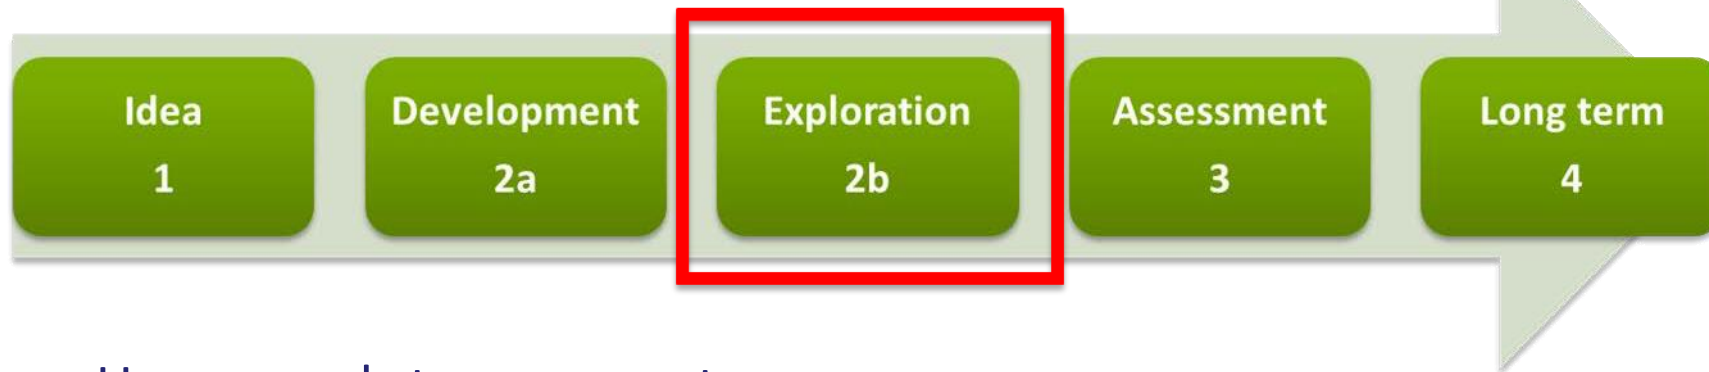 Idea
1
Development
2a
Exploration
2b
Assessment
3
Long term
4